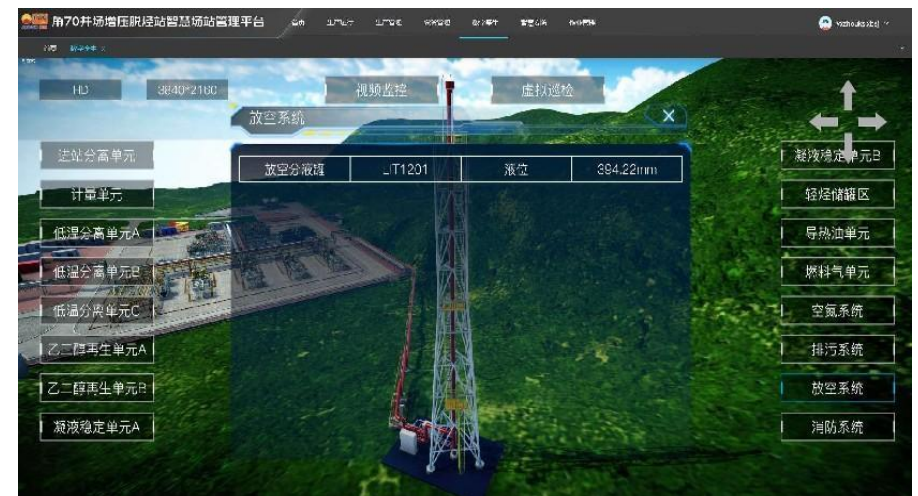 角70井场增压脱烃站智慧场站管理平台
首页
HD 3840*2160 视频监控 虚拟巡检
放空系统 X
放空分液罐 LIT1201 液位 394.22mm
进站分离单元
计量单元
低温分离单元A
低温分离单元B
低温分离单元C
乙二醇再生单元A
乙二醇再生单元B
凝液稳定单元A
凝液稳定单元B
轻烃储罐区
导热油单元
燃料气单元
空氮系统
排污系统
放空系统
消防系统